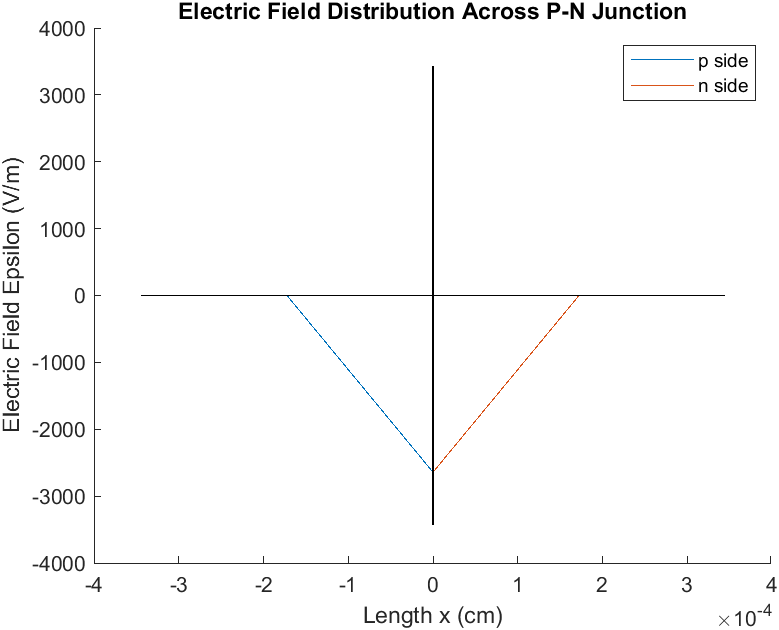 Electric Field Distribution Across P-N Junction
p side
n side
4000
3000
2000
1000
0
-1000
-2000
-3000
-4000
Electric Field Epsilon (V/m)
-4 -3 -2 -1 0 1 2 3 4
×10-4
Length x (cm)